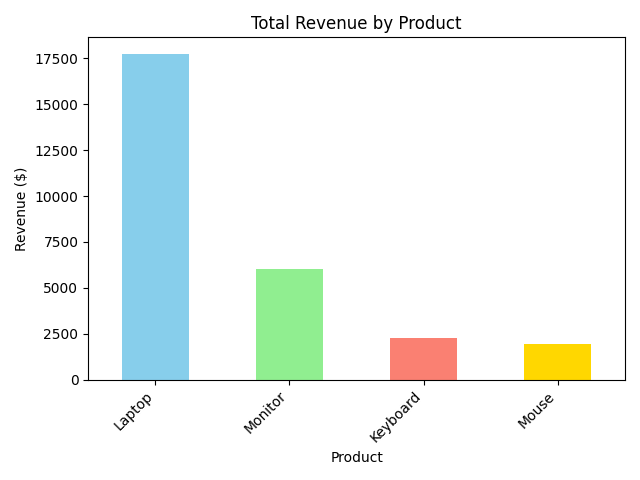 Total Revenue by Product
Revenue ($)
17500
15000
12500
10000
7500
5000
2500
0
Laptop
Monitor
Keyboard
Mouse
Product